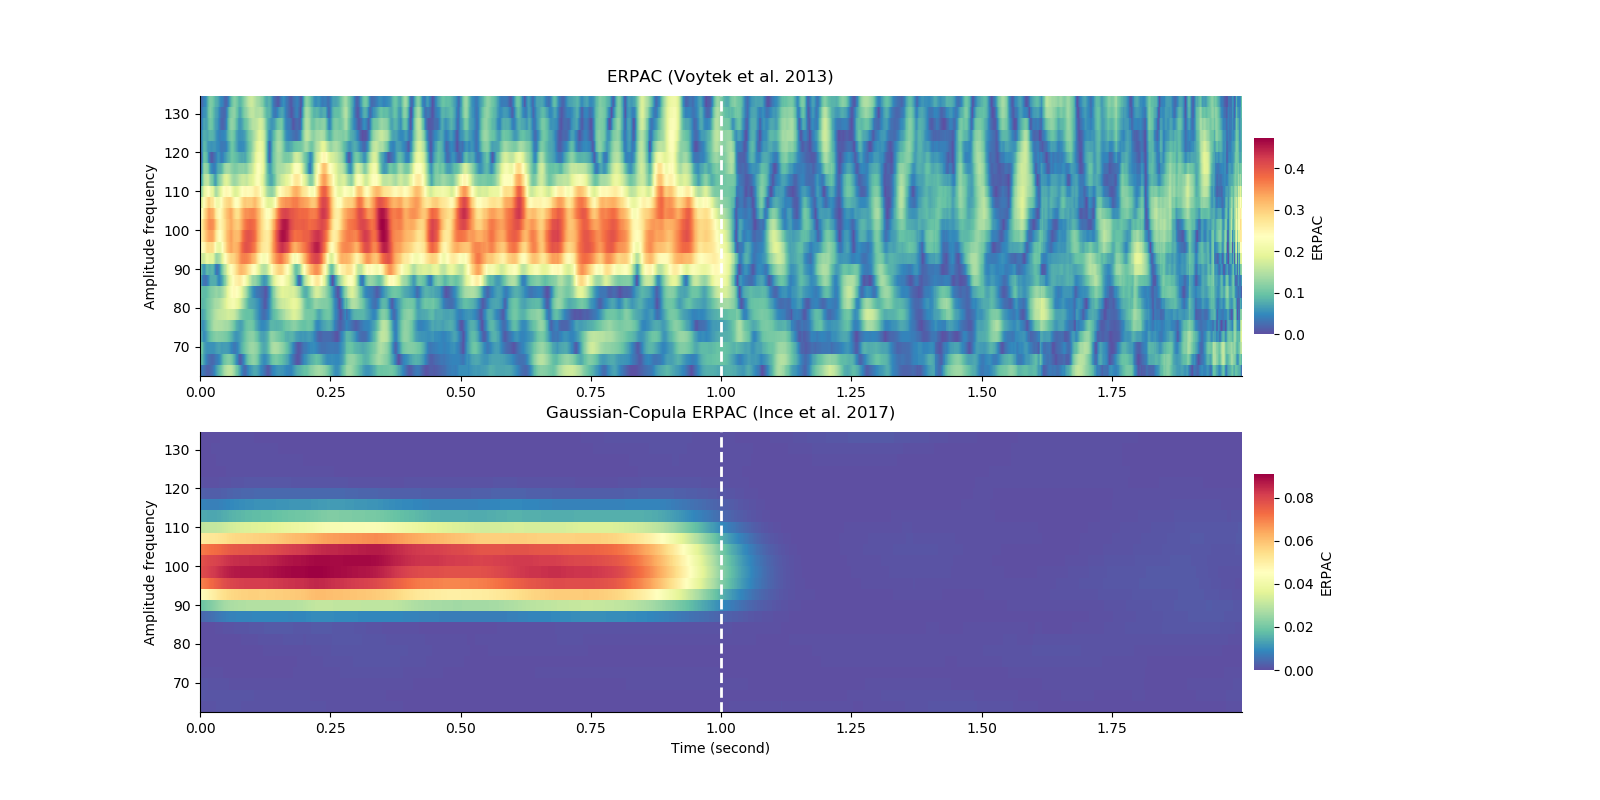 ERPAC (Voytek et al. 2013)
Amplitude frequency
130
120
110
100
90
80
70
0.00 0.25 0.50 0.75 1.00 1.25 1.50 1.75
0.4
0.3
0.2
0.1
0.0
ERPAC
Gaussian-Copula ERPAC (Ince et al. 2017)
Amplitude frequency
130
120
110
100
90
80
70
0.00 0.25 0.50 0.75 1.00 1.25 1.50 1.75
Time (second)
0.08
0.06
0.04
0.02
0.00
ERPAC